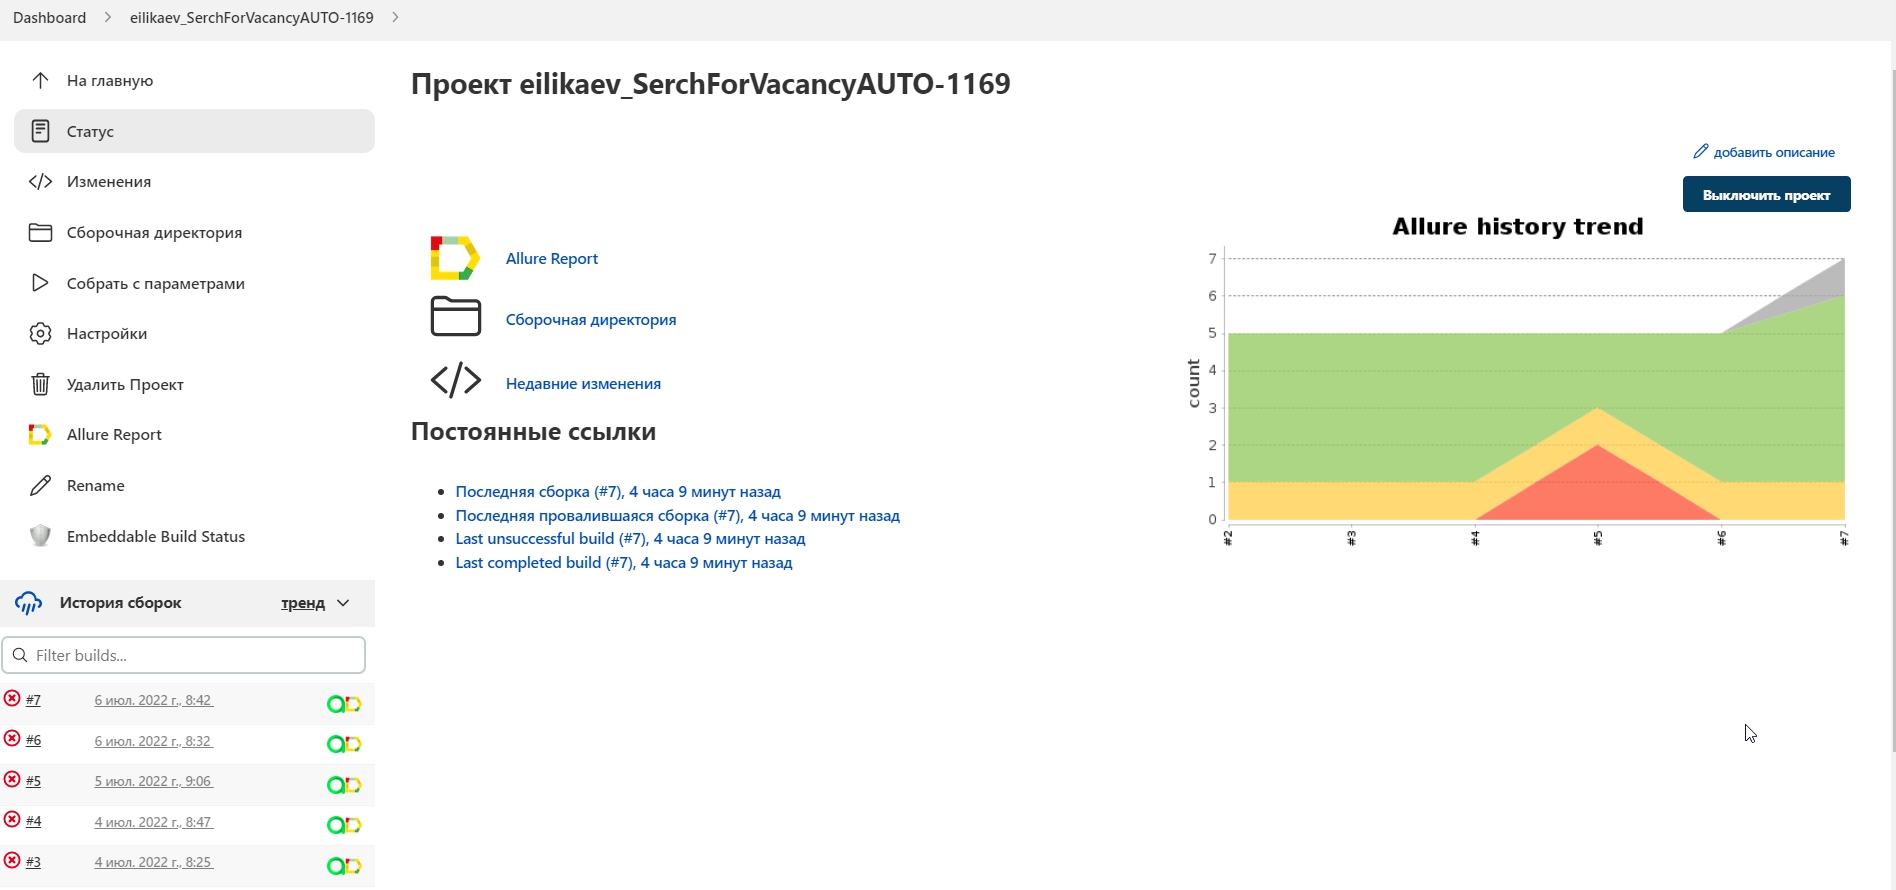 Dashboard
eilikaev_SerchForVacancyAUTO-1169
На главную
Статус
Изменения
Сборочная директория
Собрать с параметрами
Настройки
Удалить Проект
Allure Report
Rename
Embeddable Build Status
История сборок
тренд
Filter builds...
#7 6 июл. 2022 г., 8:42
#6 6 июл. 2022 г., 8:32
#5 5 июл. 2022 г., 9:06
#4 4 июл. 2022 г., 8:47
#3 4 июл. 2022 г., 8:25
Проект eilikaev_SerchForVacancyAUTO-1169
добавить описание
Выключить проект
Allure Report
Сборочная директория
Недавние изменения
Постоянные ссылки
Последняя сборка (#7), 4 часа 9 минут назад
Последняя провалившаяся сборка (#7), 4 часа 9 минут назад
Last unsuccessful build (#7), 4 часа 9 минут назад
Last completed build (#7), 4 часа 9 минут назад
Allure history trend
7
6
5
4
3
2
1
0
count
#2 #3 #4 #5 #6 #7